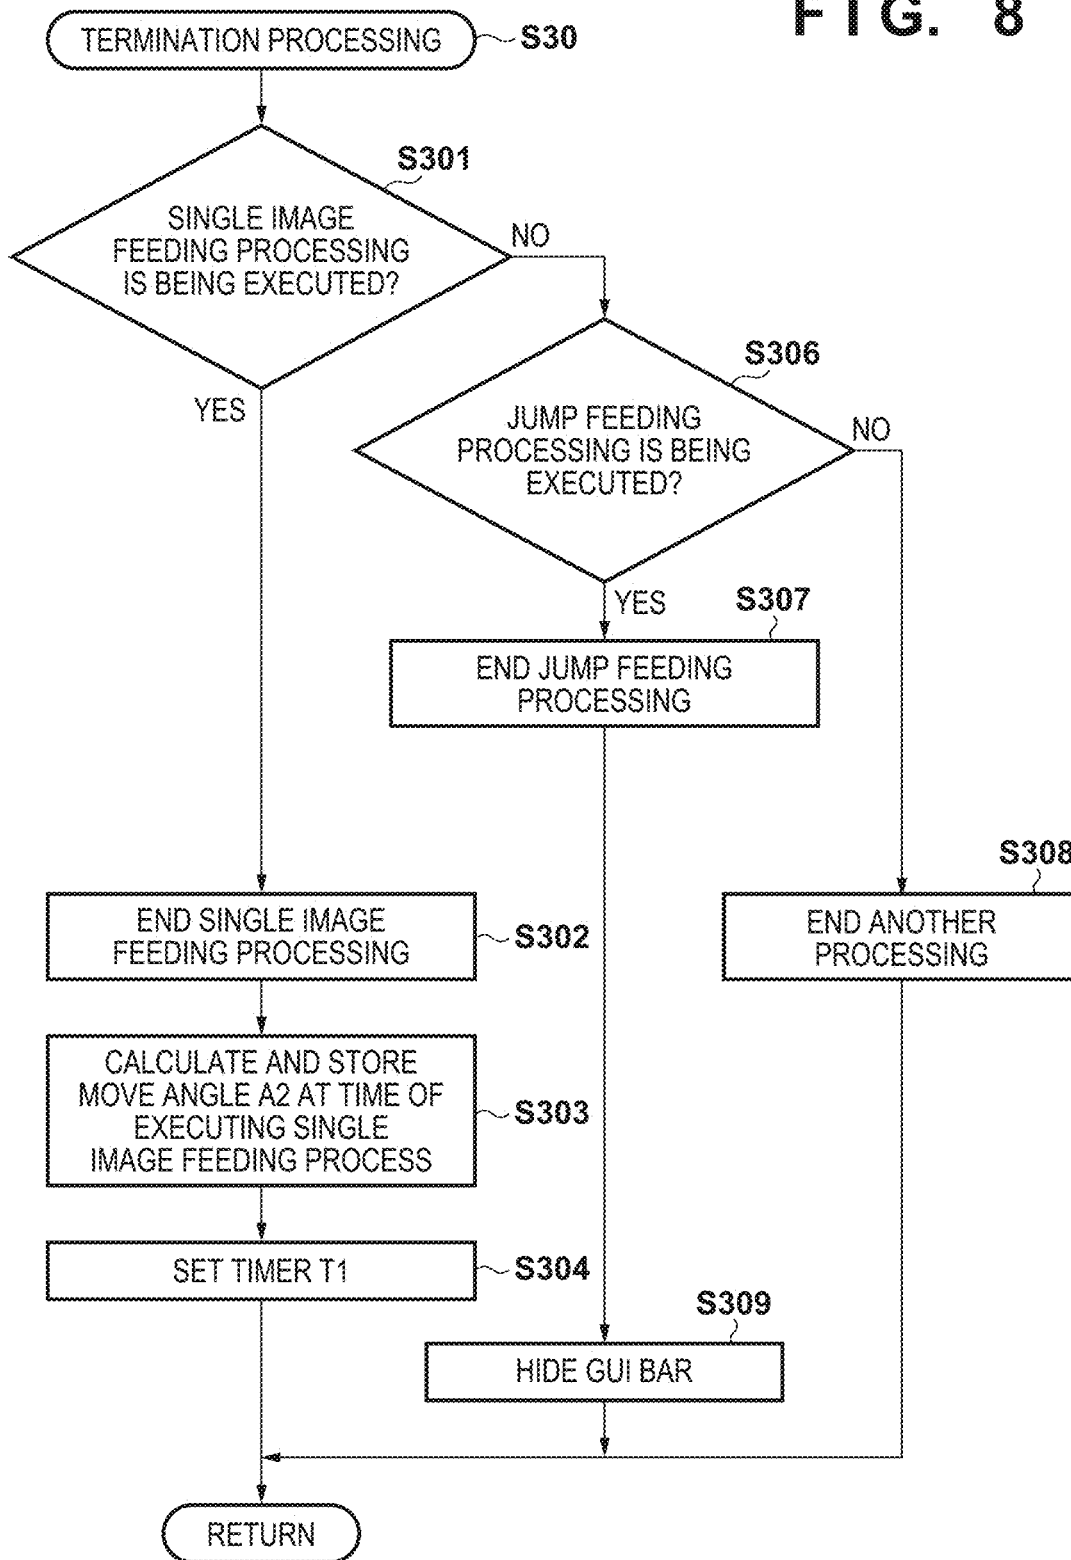 FIG. 8
TERMINATION PROCESSING
S30
S301
SINGLE IMAGE
FEEDING PROCESSING
IS BEING EXECUTED?
NO
YES
S306
JUMP FEEDING
PROCESSING IS BEING
EXECUTED?
NO
YES
S307
END JUMP FEEDING
PROCESSING
S308
END ANOTHER
PROCESSING
END SINGLE IMAGE
FEEDING PROCESSING
S302
CALCULATE AND STORE
MOVE ANGLE A2 AT TIME OF
EXECUTING SINGLE
IMAGE FEEDING PROCESS
S303
SET TIMER T1
S304
S309
HIDE GUI BAR
RETURN